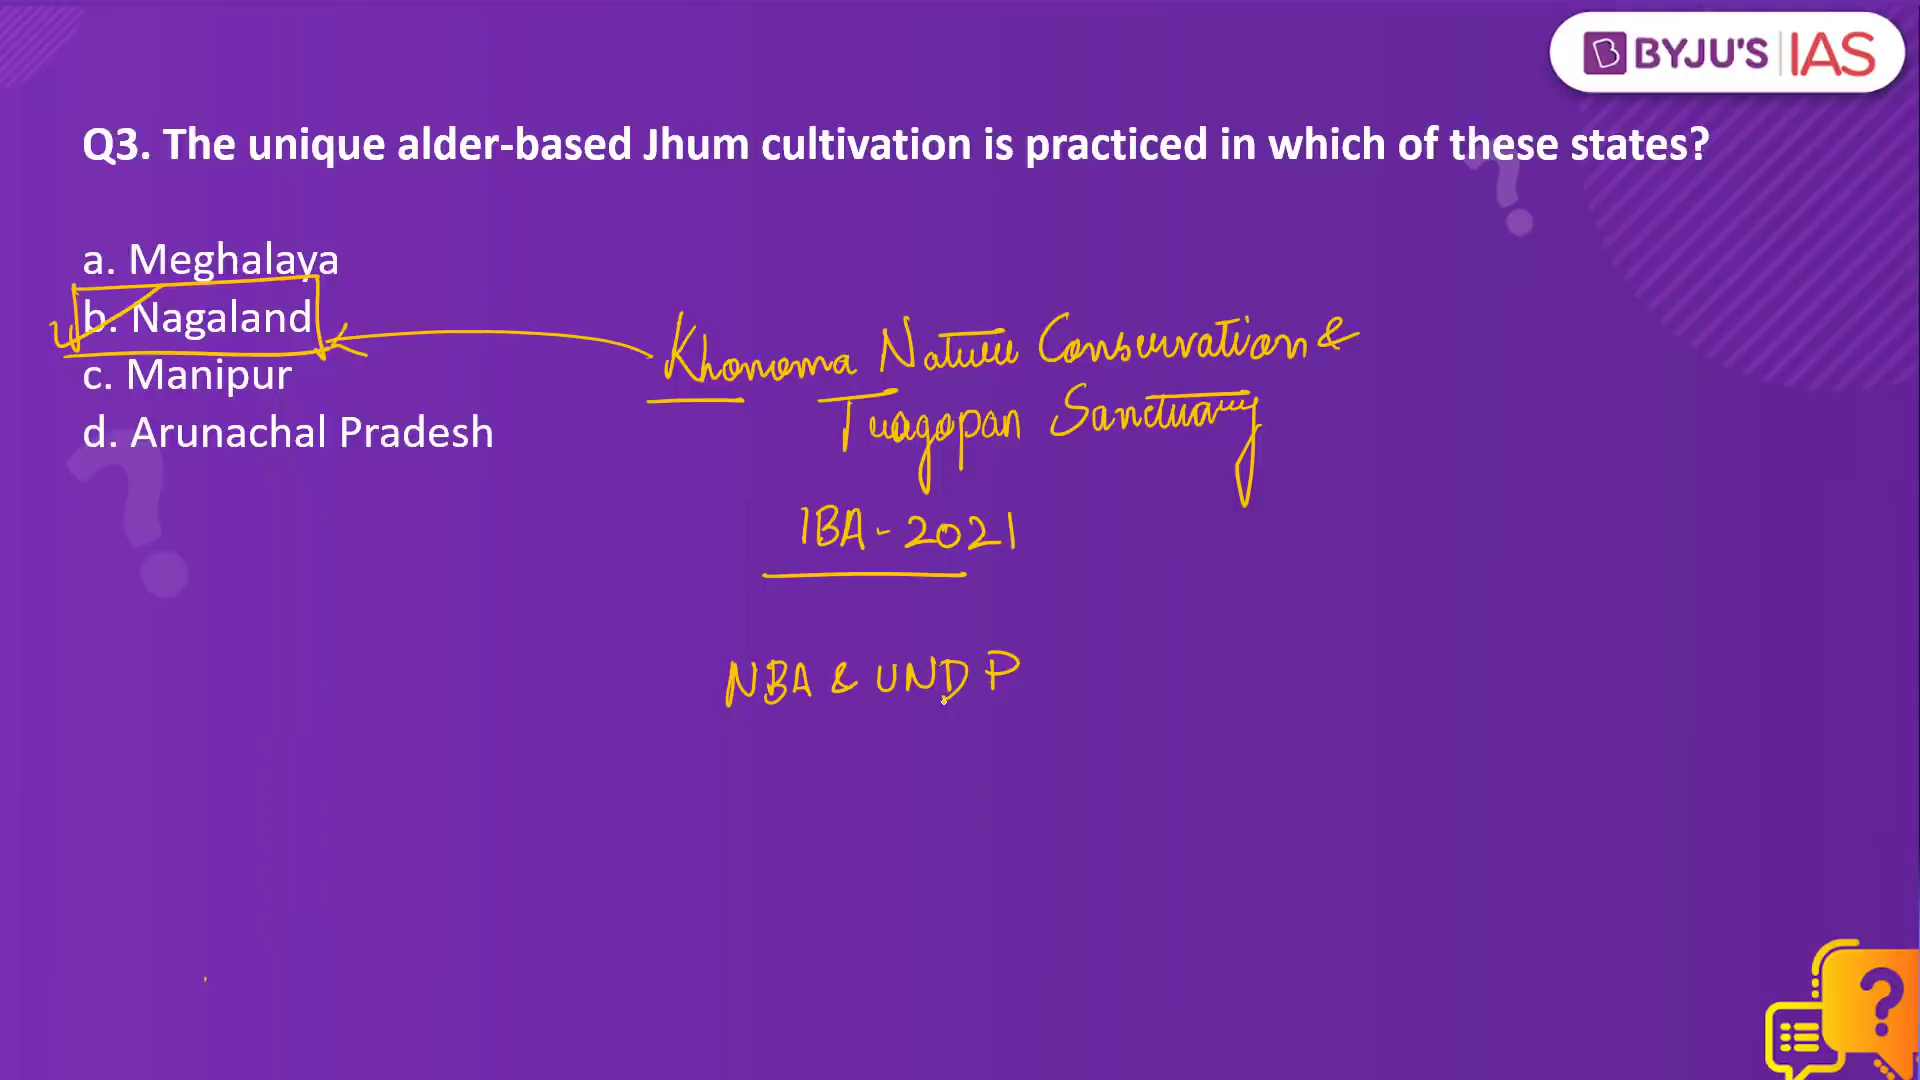 BYJU'S IAS
Q3. The unique alder-based Jhum cultivation is practiced in which of these states?
a. Meghalaya
b. Nagaland
c. Manipur
d. Arunachal Pradesh
Khonoma Nature Conservation &
Tragopan Sanctuary
IBA - 2021
NBA & UNDP